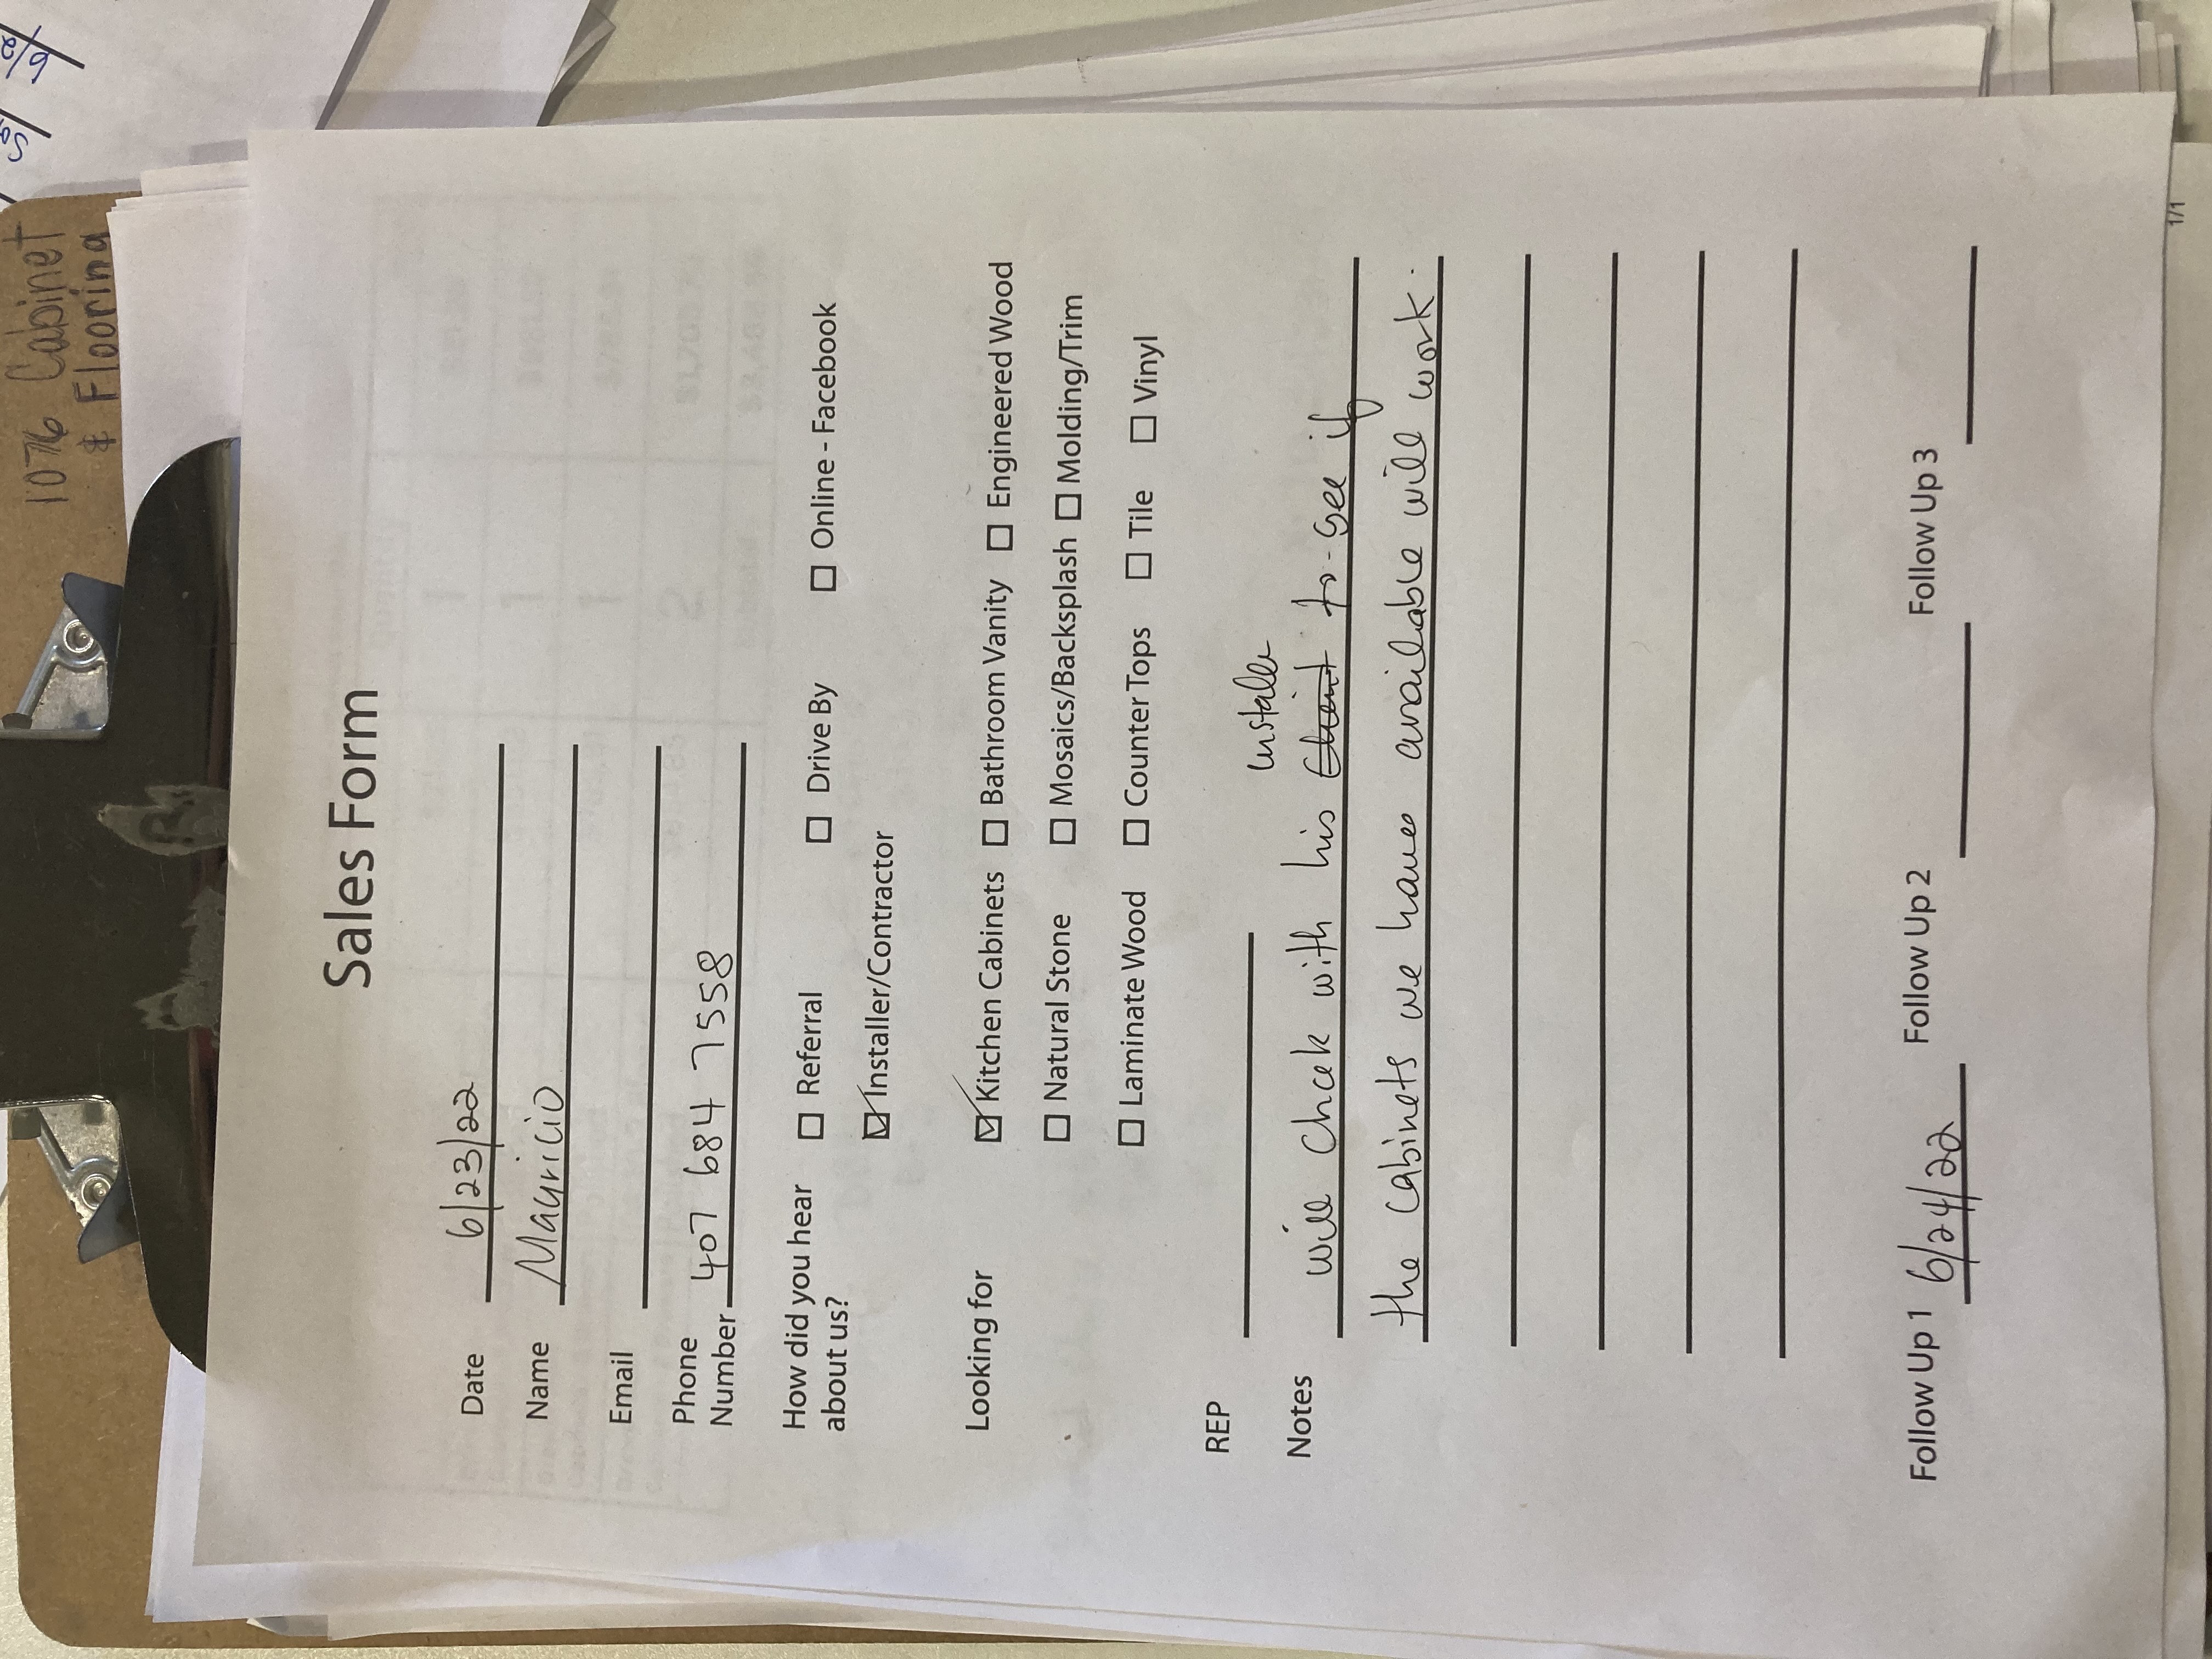 1076 Cabinet
& Flooring
Sales Form
Date 6/23/22
Name Mauricio
Email
Phone
Number 407 684 7558
How did you hear
about us?
☐ Referral ☐ Drive By ☐ Online - Facebook
☑ Installer/Contractor
Looking for ☑ Kitchen Cabinets ☐ Bathroom Vanity ☐ Engineered Wood
☐ Natural Stone ☐ Mosaics/Backsplash ☐ Molding/Trim
☐ Laminate Wood ☐ Counter Tops ☐ Tile ☐ Vinyl
REP
Installer
Notes will check with his client to see if
the cabinets we have available will work.
Follow Up 1 6/24/22 Follow Up 2 Follow Up 3
1/1